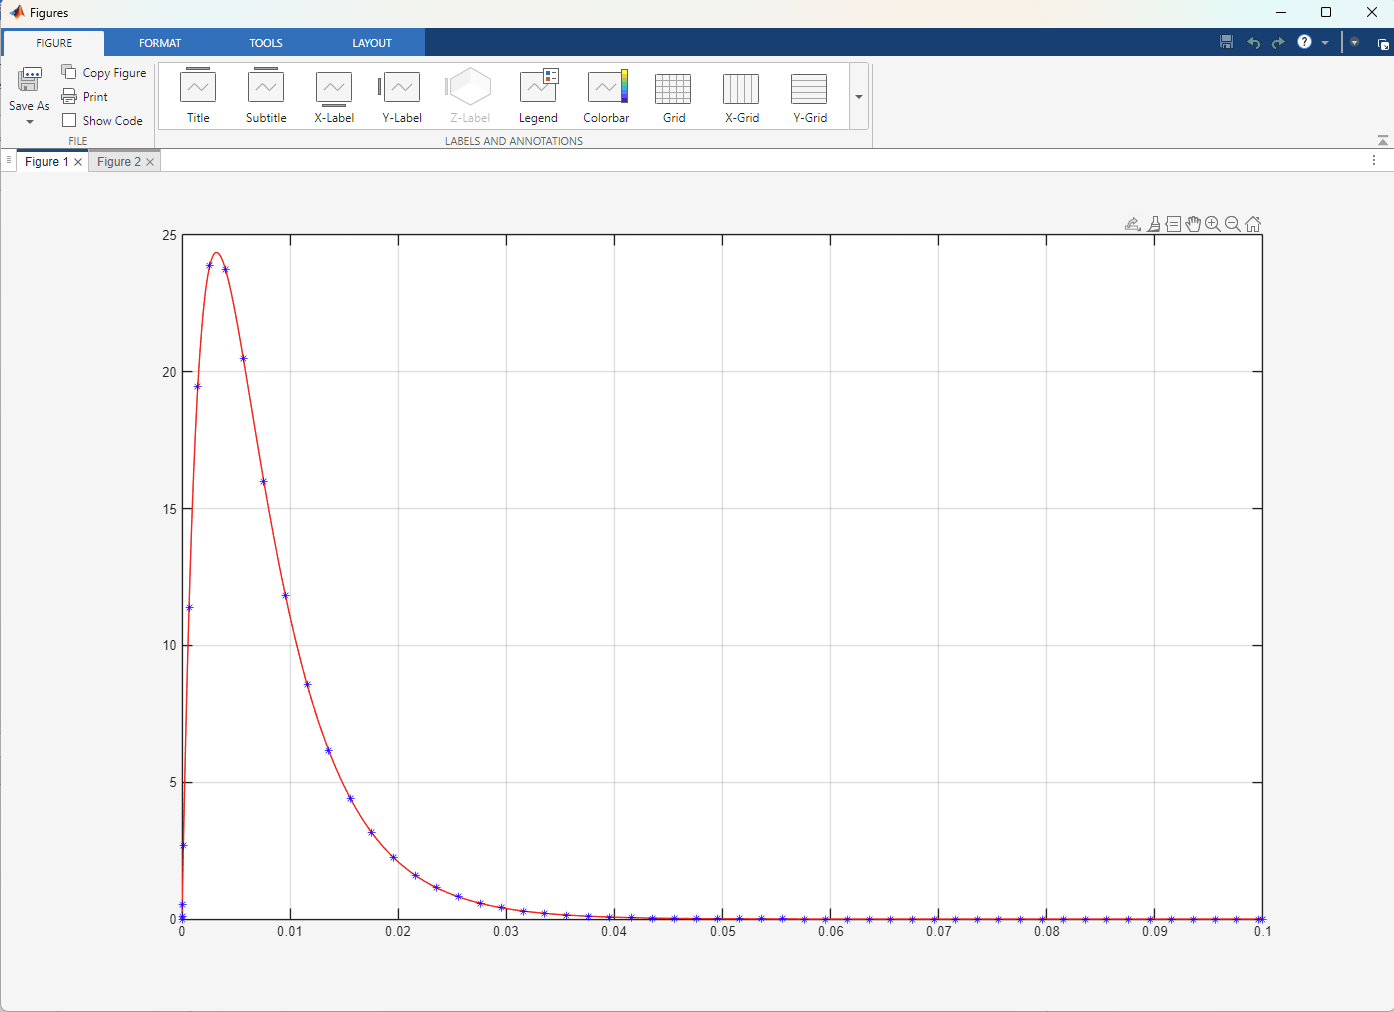 Figures
FIGURE FORMAT TOOLS LAYOUT
?
Save As
Copy Figure
Print
Show Code
Title Subtitle X-Label Y-Label Z-Label Legend Colorbar Grid X-Grid Y-Grid
FILE LABELS AND ANNOTATIONS
Figure 1 Figure 2
25
20
15
10
5
0
0 0.01 0.02 0.03 0.04 0.05 0.06 0.07 0.08 0.09 0.1